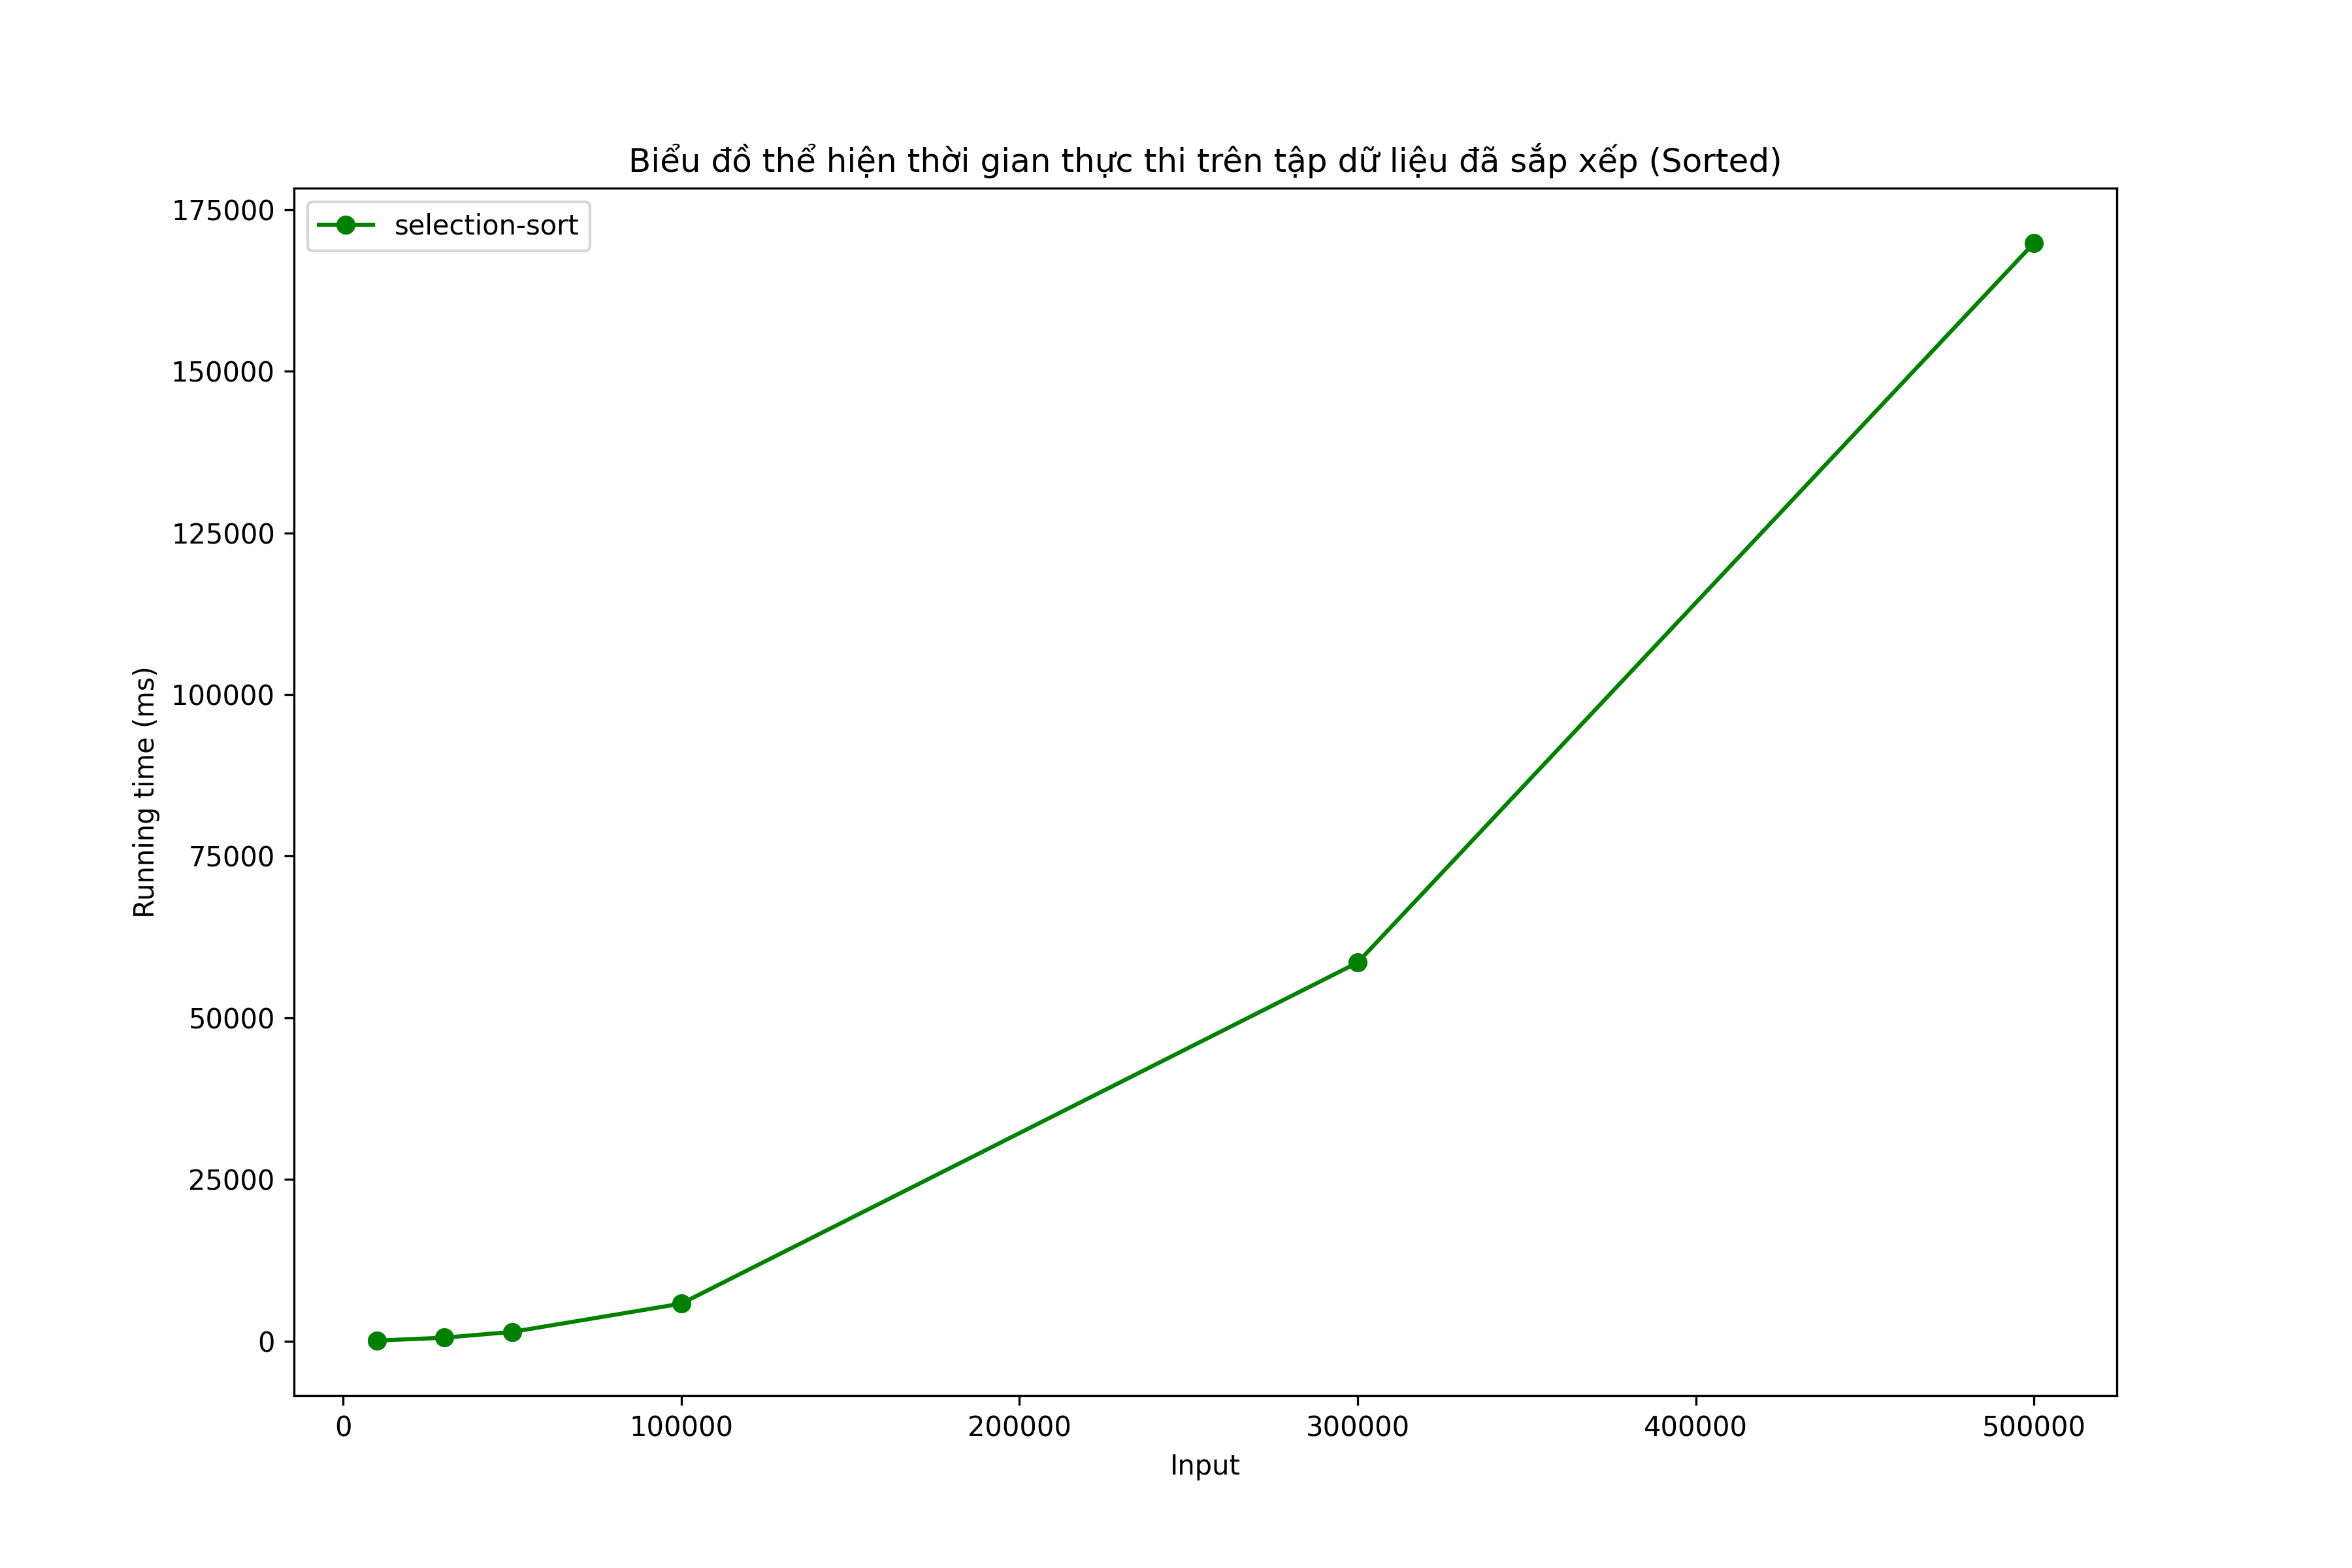 Biểu đồ thể hiện thời gian thực thi trên tập dữ liệu đã sắp xếp (Sorted)
selection-sort
175000
150000
125000
100000
75000
50000
25000
0
Running time (ms)
0 100000 200000 300000 400000 500000
Input